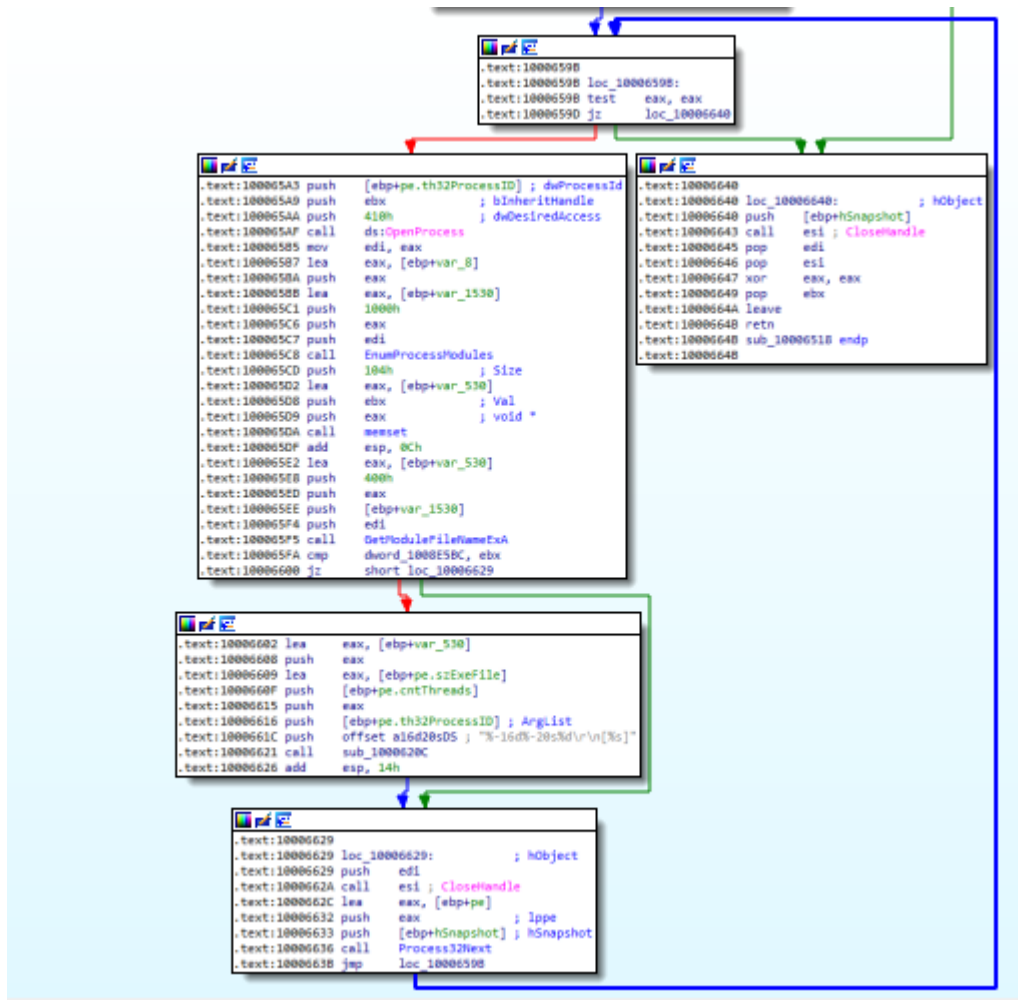 .text:1000659B
.text:1000659B loc_1000659B:
.text:1000659B test eax, eax
.text:1000659D jz loc_10006640
.text:100065A3 push [ebp+pe.th32ProcessID] ; dwProcessId
.text:100065A9 push ebx ; bInheritHandle
.text:100065AA push 410h ; dwDesiredAccess
.text:100065AF call ds:OpenProcess
.text:100065B5 mov edi, eax
.text:100065B7 lea eax, [ebp+var_8]
.text:100065BA push eax
.text:100065BB lea eax, [ebp+var_1530]
.text:100065C1 push 1000h
.text:100065C6 push eax
.text:100065C7 push edi
.text:100065C8 call EnumProcessModules
.text:100065CD push 104h ; Size
.text:100065D2 lea eax, [ebp+var_530]
.text:100065D8 push ebx ; Val
.text:100065D9 push eax ; void *
.text:100065DA call memset
.text:100065DF add esp, 0Ch
.text:100065E2 lea eax, [ebp+var_530]
.text:100065E8 push 400h
.text:100065ED push eax
.text:100065EE push [ebp+var_1530]
.text:100065F4 push edi
.text:100065F5 call GetModuleFileNameExA
.text:100065FA cmp dword_1008E5BC, ebx
.text:10006600 jz short loc_10006629
.text:10006640
.text:10006640 loc_10006640: ; hObject
.text:10006640 push [ebp+hSnapshot]
.text:10006643 call esi ; CloseHandle
.text:10006645 pop edi
.text:10006646 pop esi
.text:10006647 xor eax, eax
.text:10006649 pop ebx
.text:1000664A leave
.text:1000664B retn
.text:1000664B sub_10006518 endp
.text:1000664B
.text:10006602 lea eax, [ebp+var_530]
.text:10006608 push eax
.text:10006609 lea eax, [ebp+pe.szExeFile]
.text:1000660F push [ebp+pe.cntThreads]
.text:10006615 push eax
.text:10006616 push [ebp+pe.th32ProcessID] ; ArgList
.text:1000661C push offset a16d20sDS ; "%-16d%-20s%d\r\n[%s]"
.text:10006621 call sub_1000620C
.text:10006626 add esp, 14h
.text:10006629
.text:10006629 loc_10006629: ; hObject
.text:10006629 push edi
.text:1000662A call esi ; CloseHandle
.text:1000662C lea eax, [ebp+pe]
.text:10006632 push eax ; lppe
.text:10006633 push [ebp+hSnapshot] ; hSnapshot
.text:10006636 call Process32Next
.text:1000663B jmp loc_1000659B